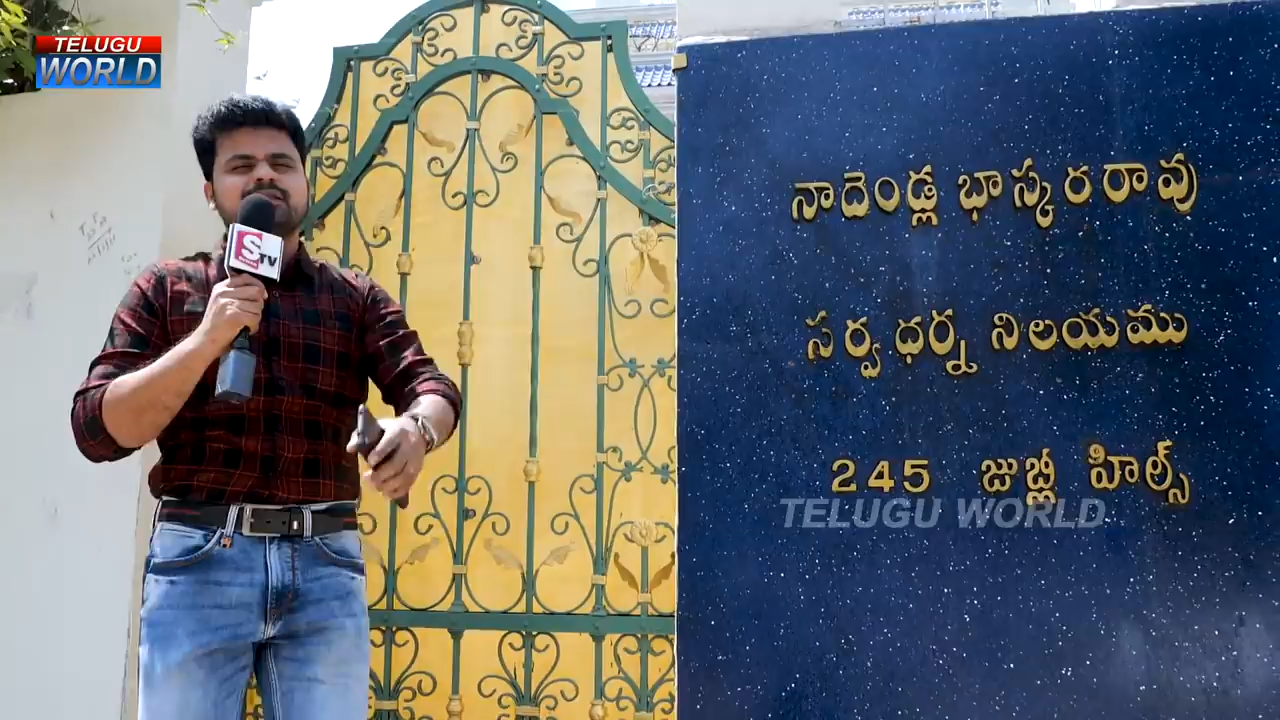 TELUGU
WORLD
S TV
నాదెండ్ల భాస్కరరావు
సర్వధర్మ నిలయము
245 జుబ్లీ హిల్స్
TELUGU WORLD